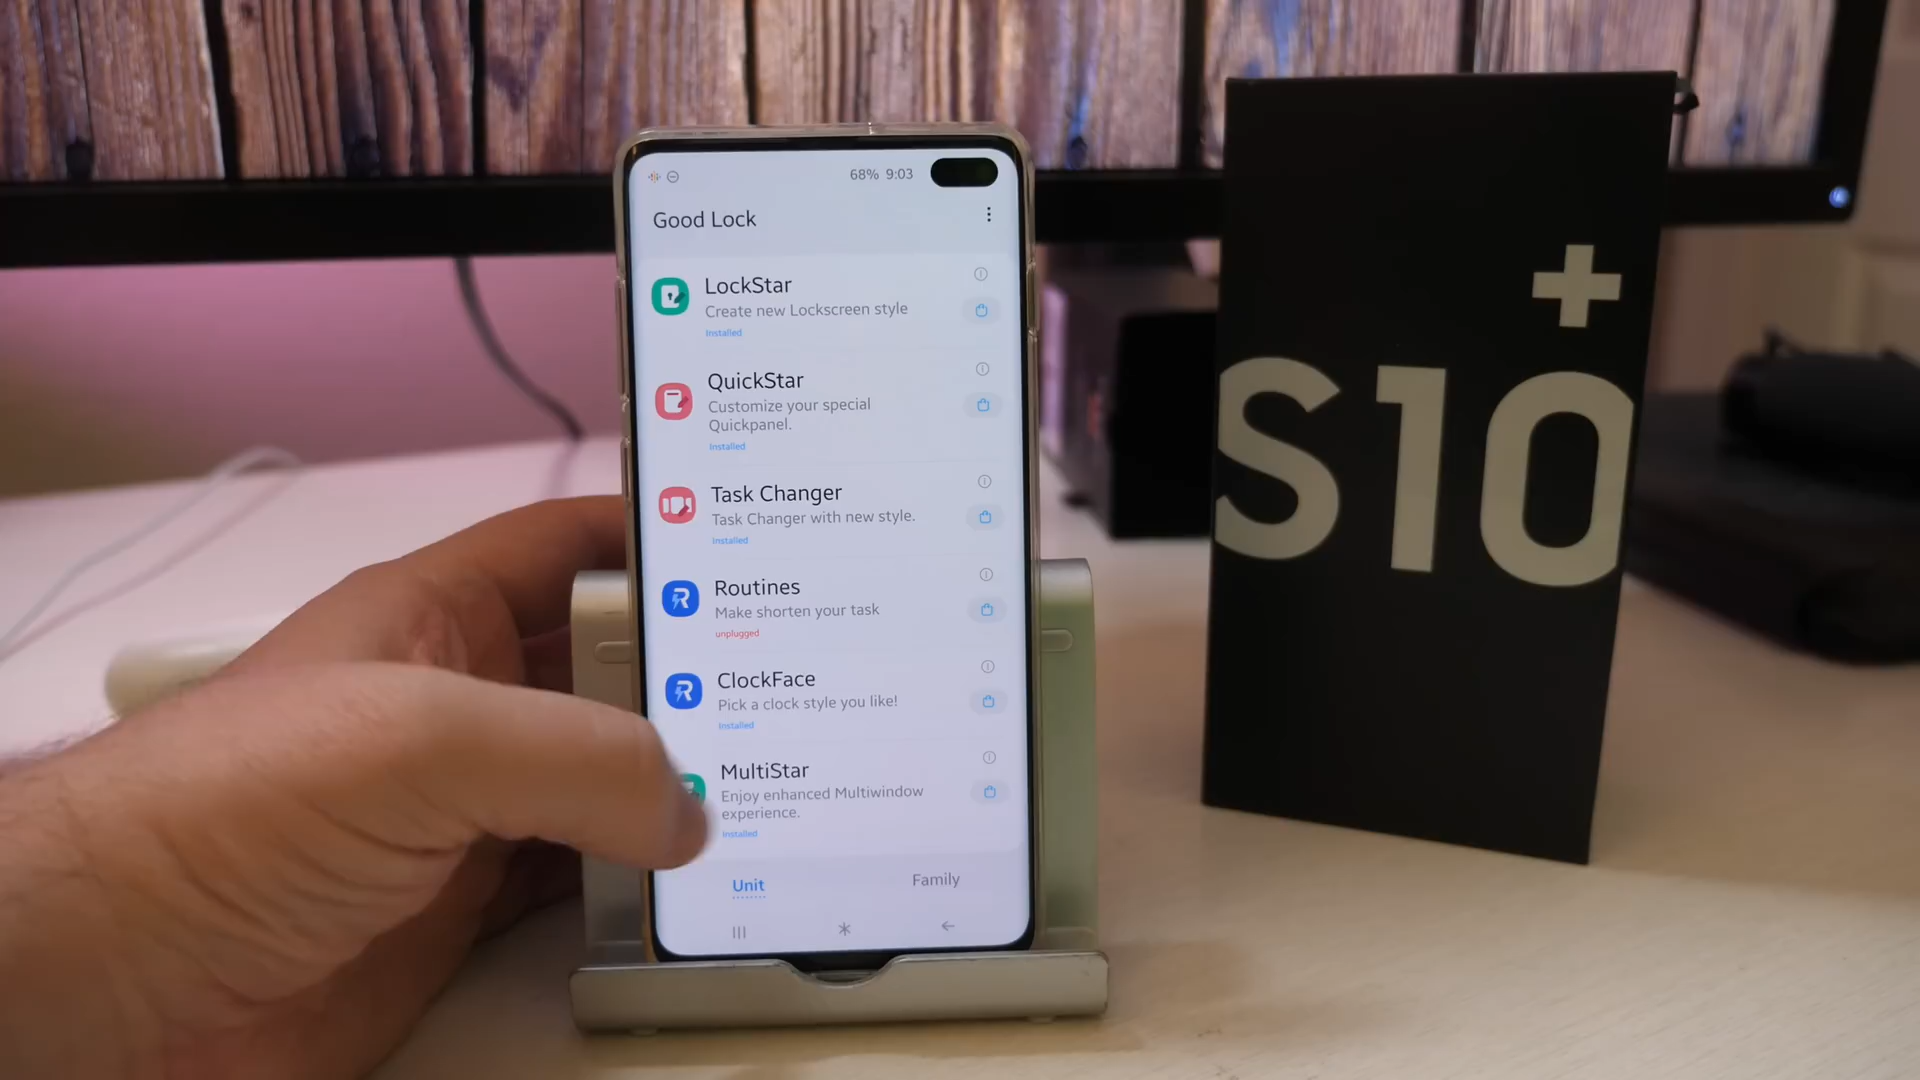 68% 9:03
Good Lock
LockStar
Create new Lockscreen style
Installed
QuickStar
Customize your special
Quickpanel.
Installed
Task Changer
Task Changer with new style.
Installed
Routines
Make shorten your task
unplugged
ClockFace
Pick a clock style you like!
Installed
MultiStar
Enjoy enhanced Multiwindow
experience.
Installed
Unit
Family
+
S10